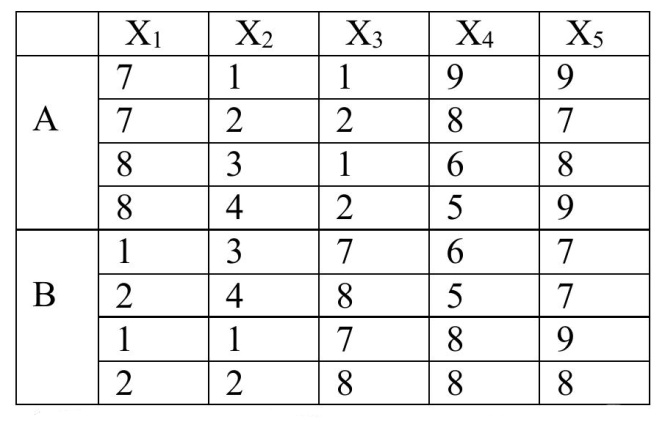 X₁ X₂ X₃ X₄ X₅
A
7 1 1 9 9
7 2 2 8 7
8 3 1 6 8
8 4 2 5 9
B
1 3 7 6 7
2 4 8 5 7
1 1 7 8 9
2 2 8 8 8